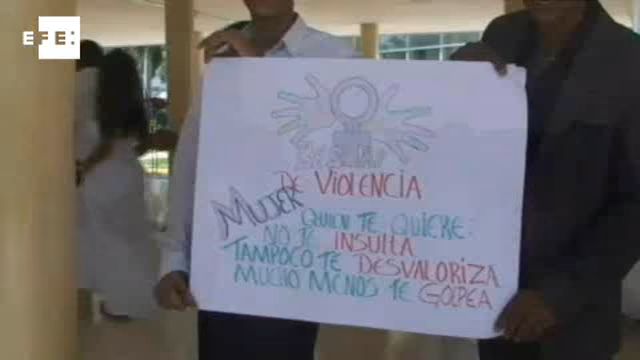 EFE:
DE VIOLENCIA
MUJER
QUIEN TE QUIERE:
NO TE INSULTA
TAMPOCO TE DESVALORIZA
MUCHO MENOS TE GOLPEA